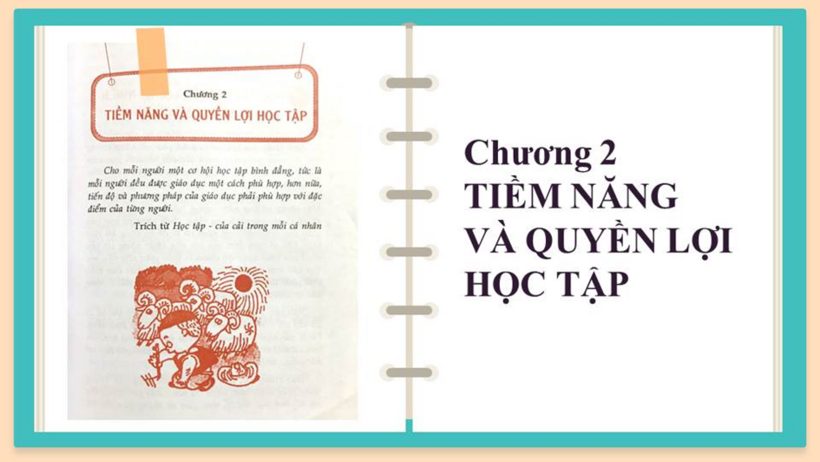 Chương 2
TIỀM NĂNG VÀ QUYỀN LỢI HỌC TẬP
Cho mỗi người một cơ hội học tập bình đẳng, tức là
mỗi người đều được giáo dục một cách phù hợp, hơn nữa,
tiến độ và phương pháp của giáo dục phải phù hợp với đặc
điểm của từng người.
Trích từ Học tập - của cải trong mỗi cá nhân
Chương 2
TIỀM NĂNG
VÀ QUYỀN LỢI
HỌC TẬP